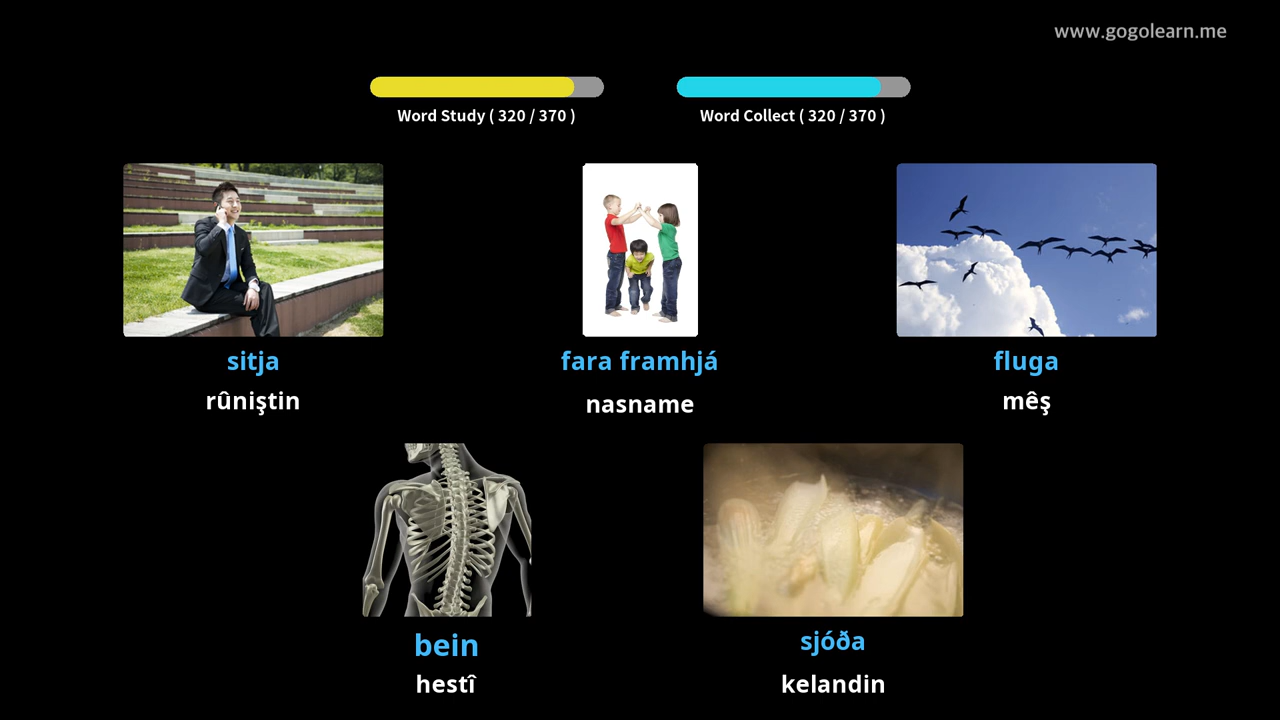 www.gogolearn.me
Word Study ( 320 / 370 )
Word Collect ( 320 / 370 )
sitja
rûniştin
fara framhjá
nasname
fluga
mêş
bein
hestî
sjóða
kelandin